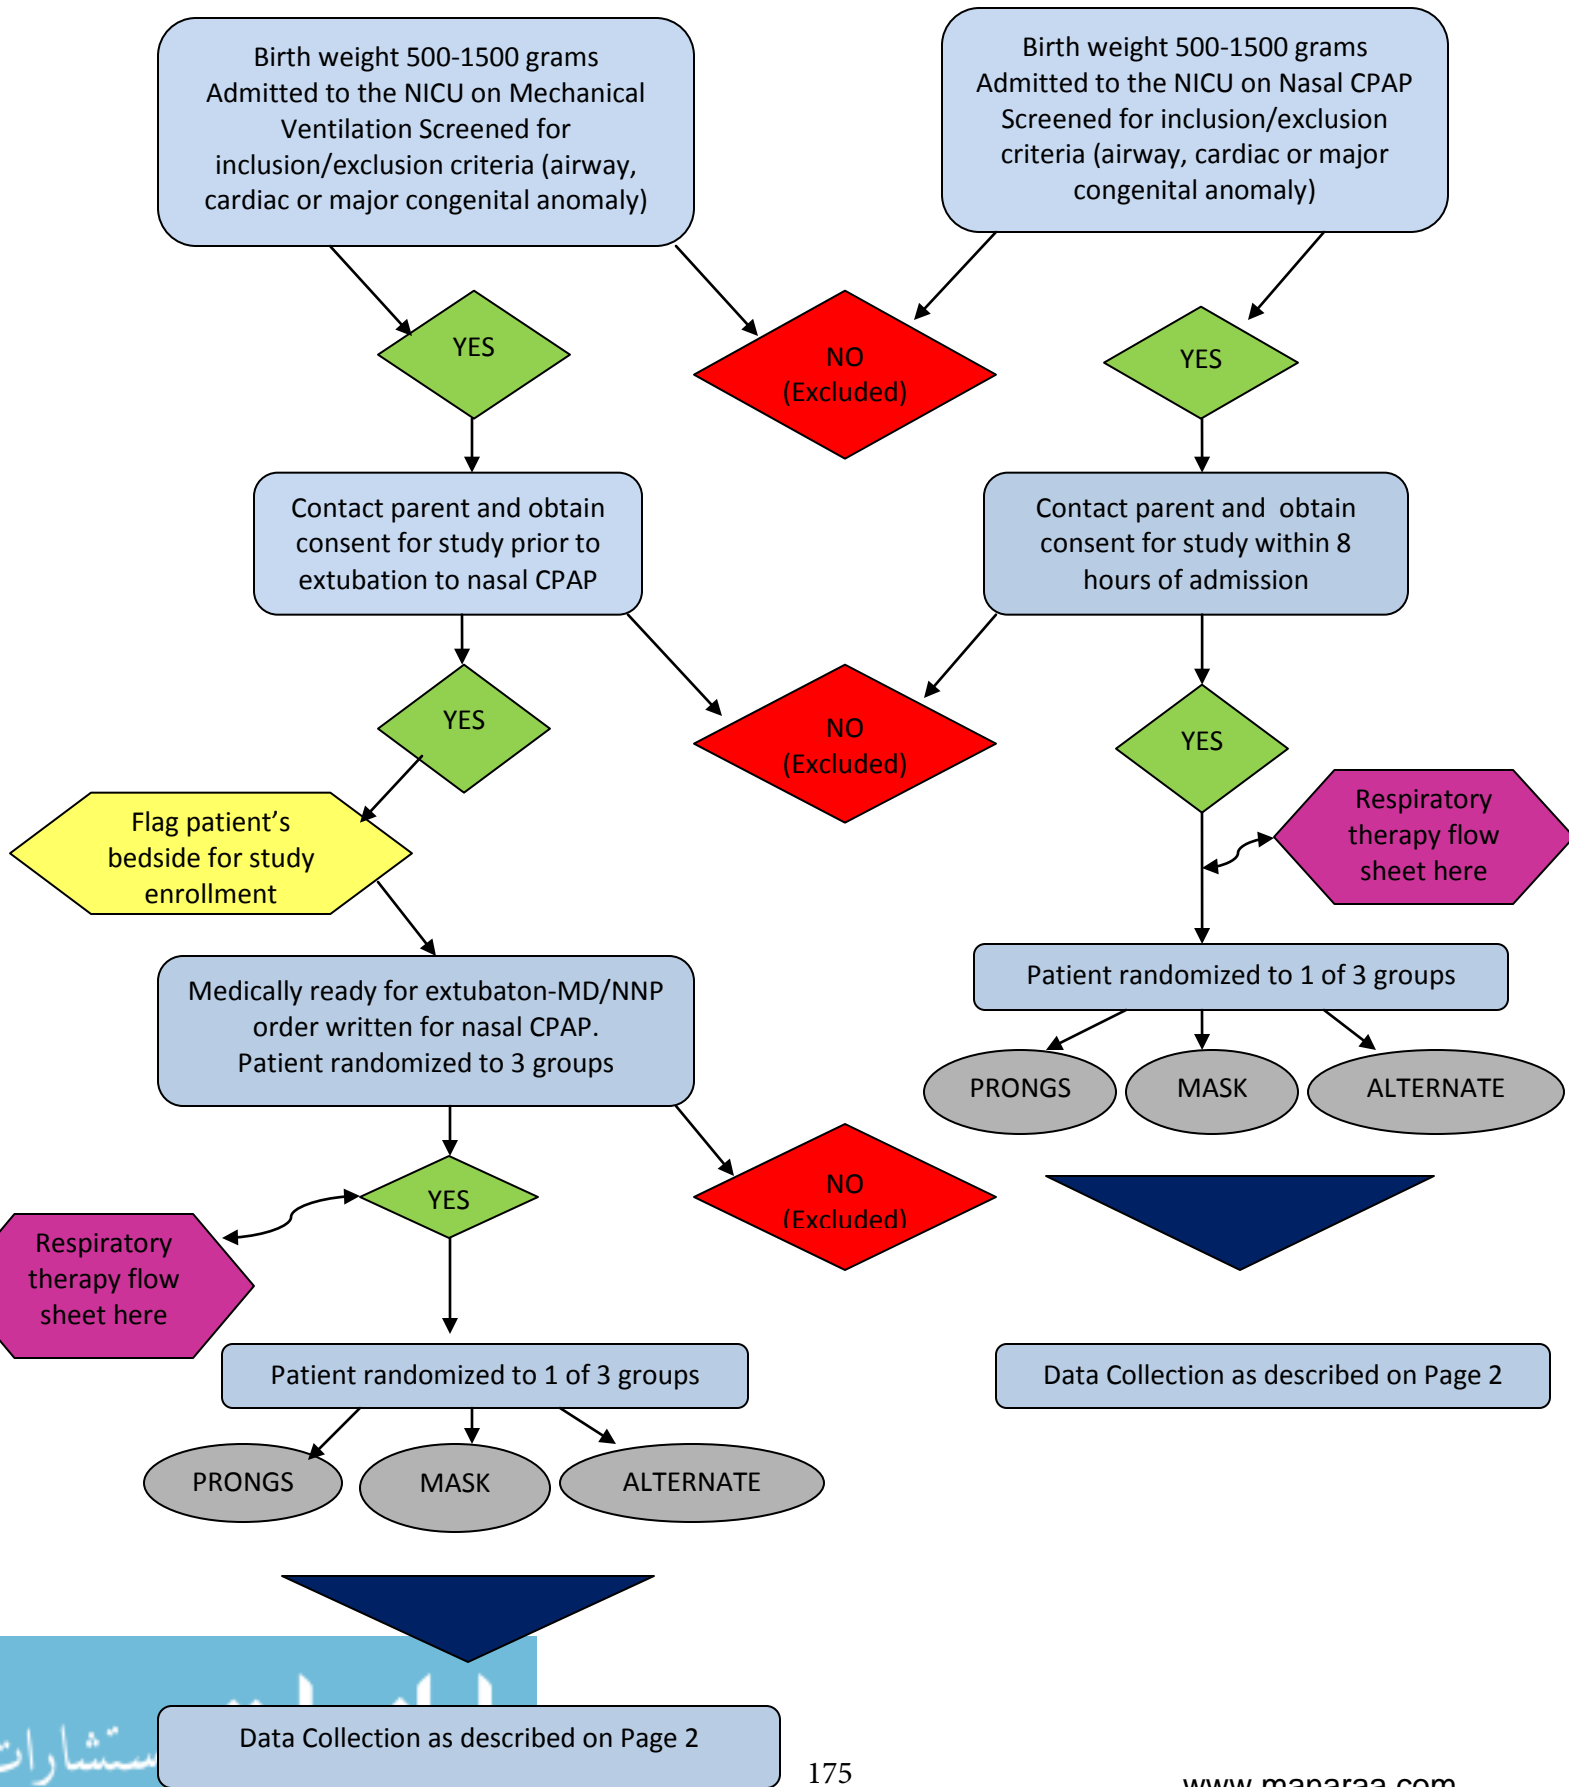 Birth weight 500-1500 grams
Admitted to the NICU on Mechanical
Ventilation Screened for
inclusion/exclusion criteria (airway,
cardiac or major congenital anomaly)
Birth weight 500-1500 grams
Admitted to the NICU on Nasal CPAP
Screened for inclusion/exclusion
criteria (airway, cardiac or major
congenital anomaly)
YES
NO
(Excluded)
YES
Contact parent and obtain
consent for study prior to
extubation to nasal CPAP
Contact parent and obtain
consent for study within 8
hours of admission
YES
NO
(Excluded)
YES
Flag patient’s
bedside for study
enrollment
Respiratory
therapy flow
sheet here
Medically ready for extubaton-MD/NNP
order written for nasal CPAP.
Patient randomized to 3 groups
Patient randomized to 1 of 3 groups
PRONGS
MASK
ALTERNATE
YES
NO
(Excluded)
Respiratory
therapy flow
sheet here
Patient randomized to 1 of 3 groups
Data Collection as described on Page 2
PRONGS
MASK
ALTERNATE
Data Collection as described on Page 2
175
www.manaraa.com